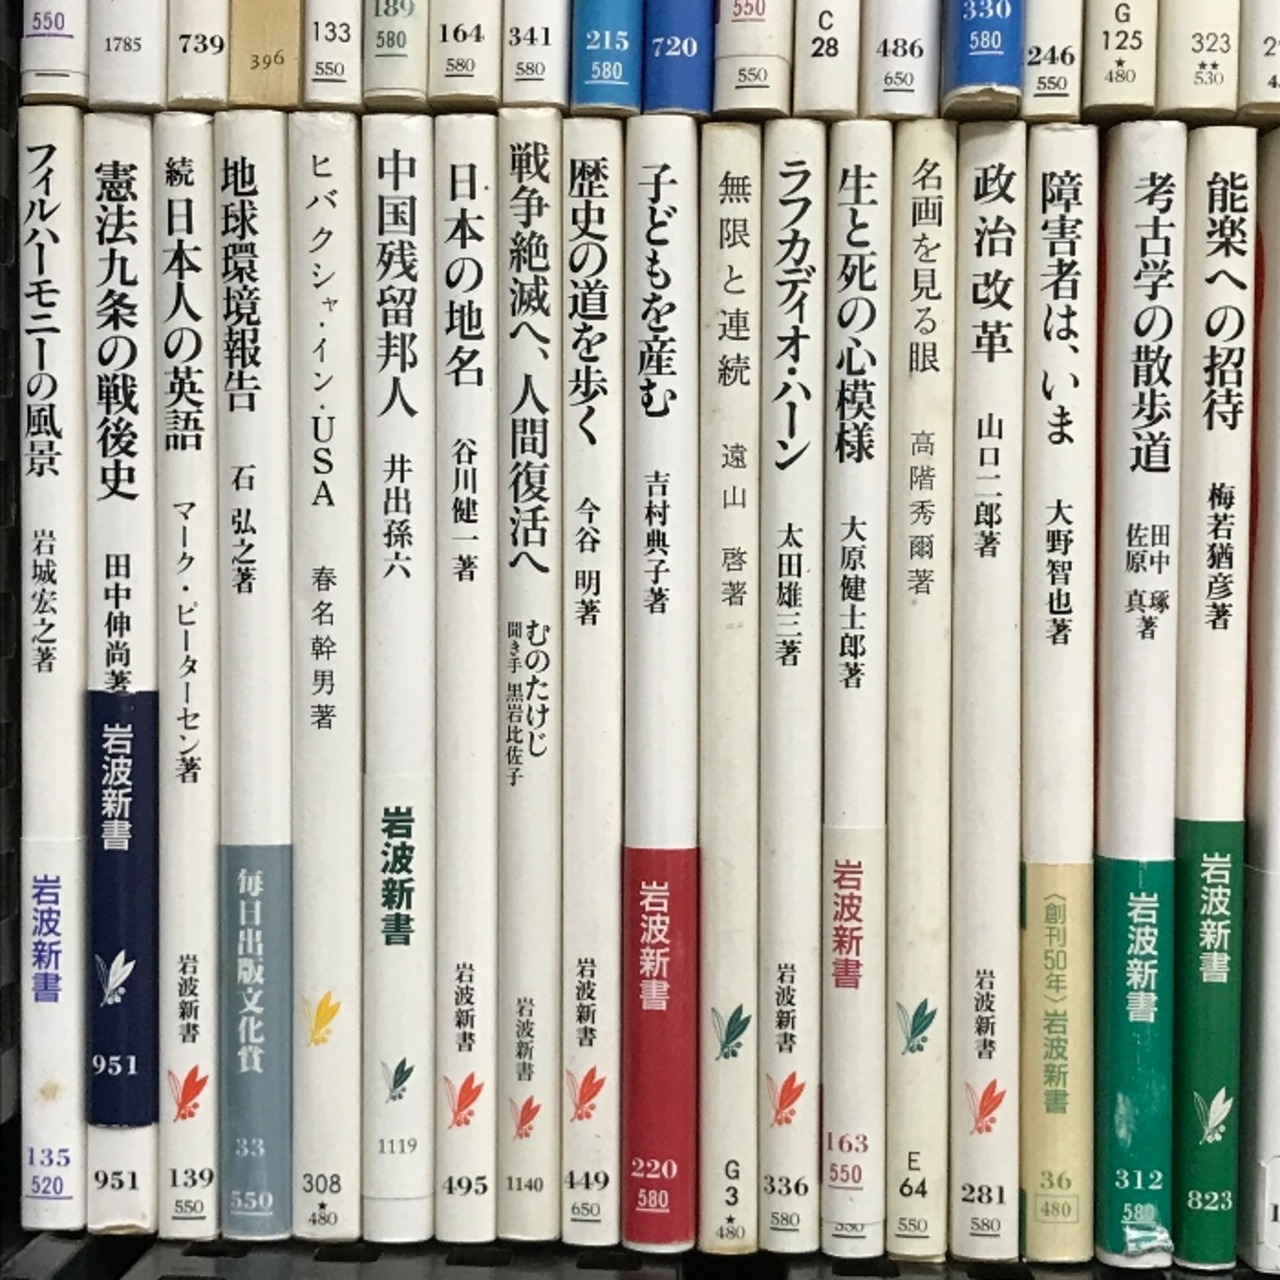 550
1785
739
396
133
550
189
580
164
580
341
580
215
580
720
550
550
C
28
486
650
330
580
246
550
G
125
★
480
323
★★
530
フィルハーモニーの風景 岩城宏之著
岩波新書
135
520
憲法九条の戦後史 田中伸尚著
岩波新書
951
951
続 日本人の英語 マーク・ピーターセン著
岩波新書
139
550
地球環境報告 石 弘之著
毎日出版文化賞
33
550
ヒバクシャ・イン・USA 春名幹男著
308
★
480
中国残留邦人 井出孫六
岩波新書
1119
日本の地名 谷川健一著
岩波新書
495
戦争絶滅へ、人間復活へ むのたけじ
聞き手 黒岩比佐子
岩波新書
1140
歴史の道を歩く 今谷 明著
岩波新書
449
650
子どもを産む 吉村典子著
岩波新書
220
580
無限と連続 遠山 啓著
G
3
★
480
ラフカディオ・ハーン 太田雄三著
岩波新書
336
580
生と死の心模様 大原健士郎著
岩波新書
163
550
名画を見る眼 高階秀爾著
E
64
550
政治改革 山口二郎著
岩波新書
281
580
障害者は、いま 大野智也著
〈創刊50年〉岩波新書
36
480
考古学の散歩道 田中 琢
佐原 真著
岩波新書
312
580
能楽への招待 梅若猶彦著
岩波新書
823